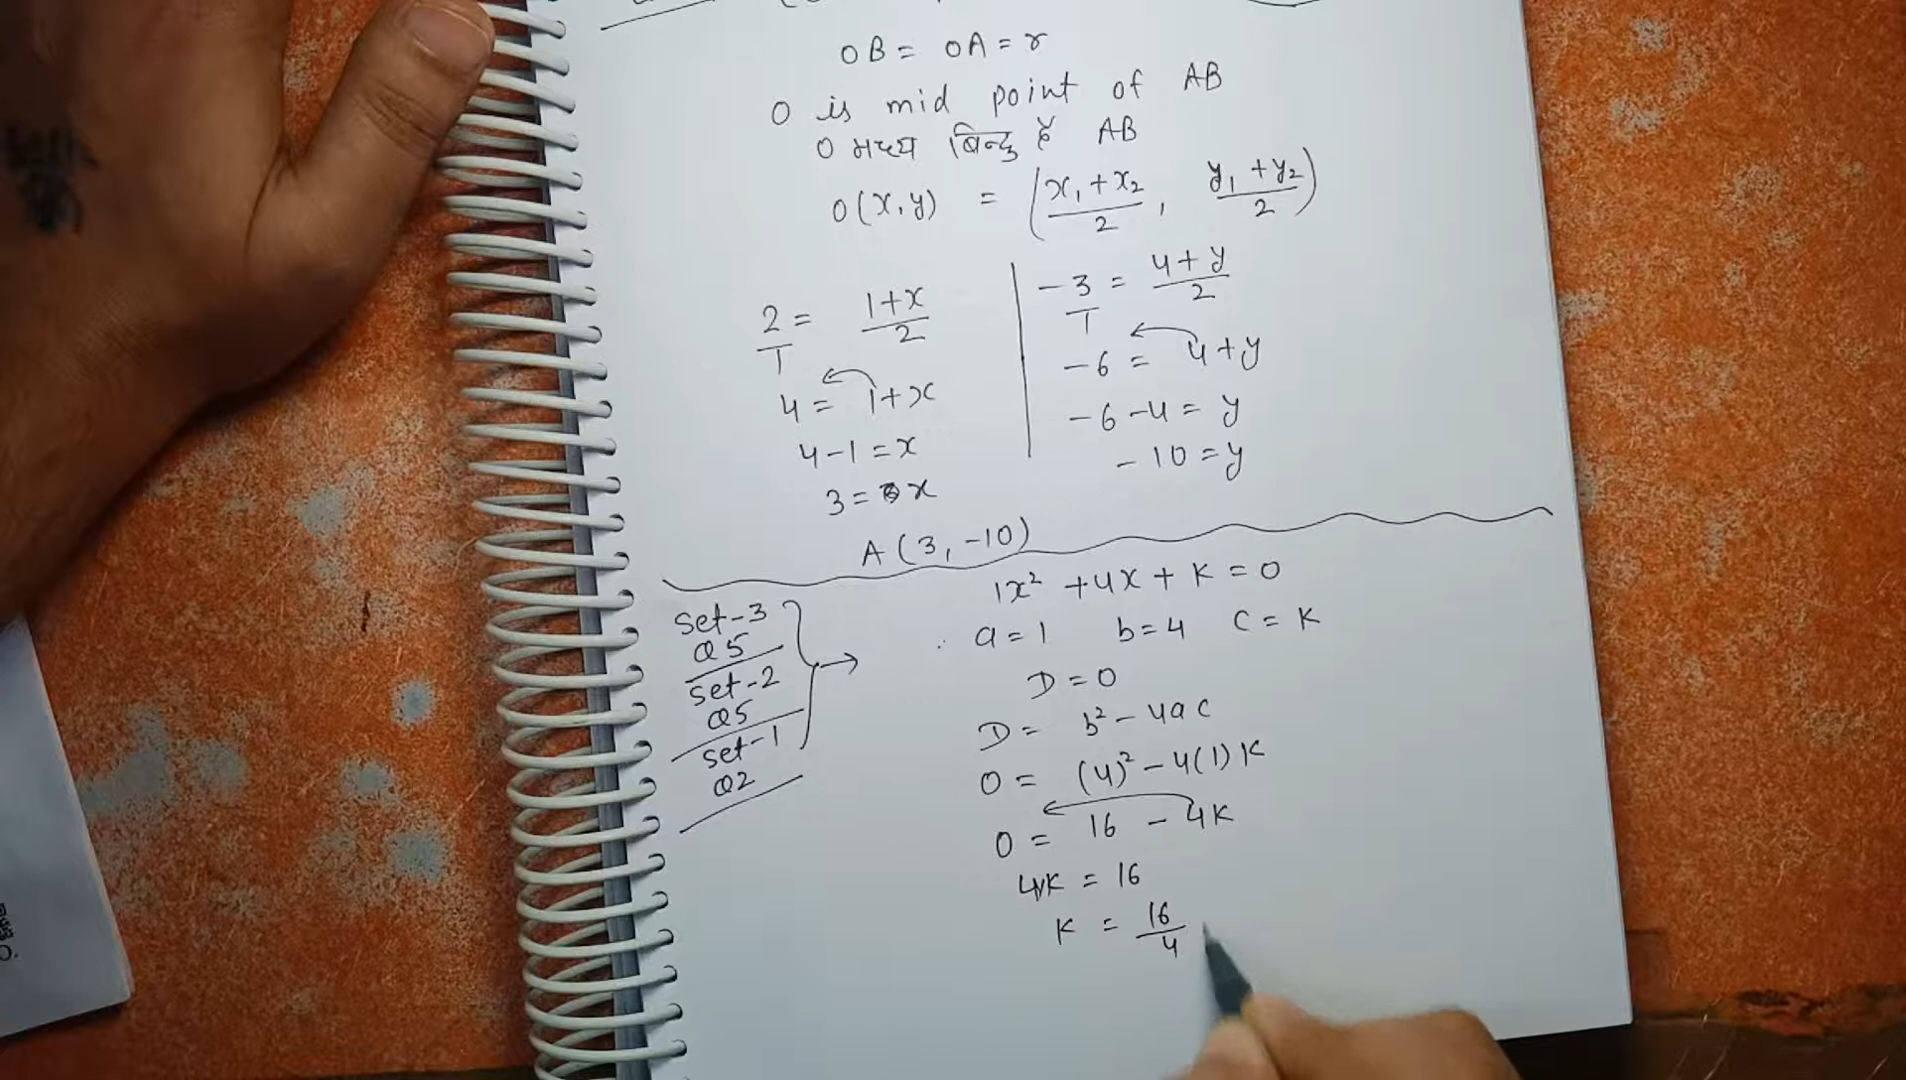 OB = OA = r
O is mid point of AB
O मध्य बिन्दु है AB
O(x,y) = (x₁+x₂/2, y₁+y₂/2)
2/1 = 1+x/2
4 = 1+x
4-1 = x
3 = x
-3/1 = 4+y/2
-6 = 4+y
-6-4 = y
-10 = y
A(3,-10)
Set-3
Q5
Set-2
Q5
Set-1
Q2
1x² + 4x + K = 0
a = 1 b = 4 C = K
D = 0
D = b² - 4ac
0 = (4)² - 4(1)K
0 = 16 - 4K
4K = 16
K = 16/4